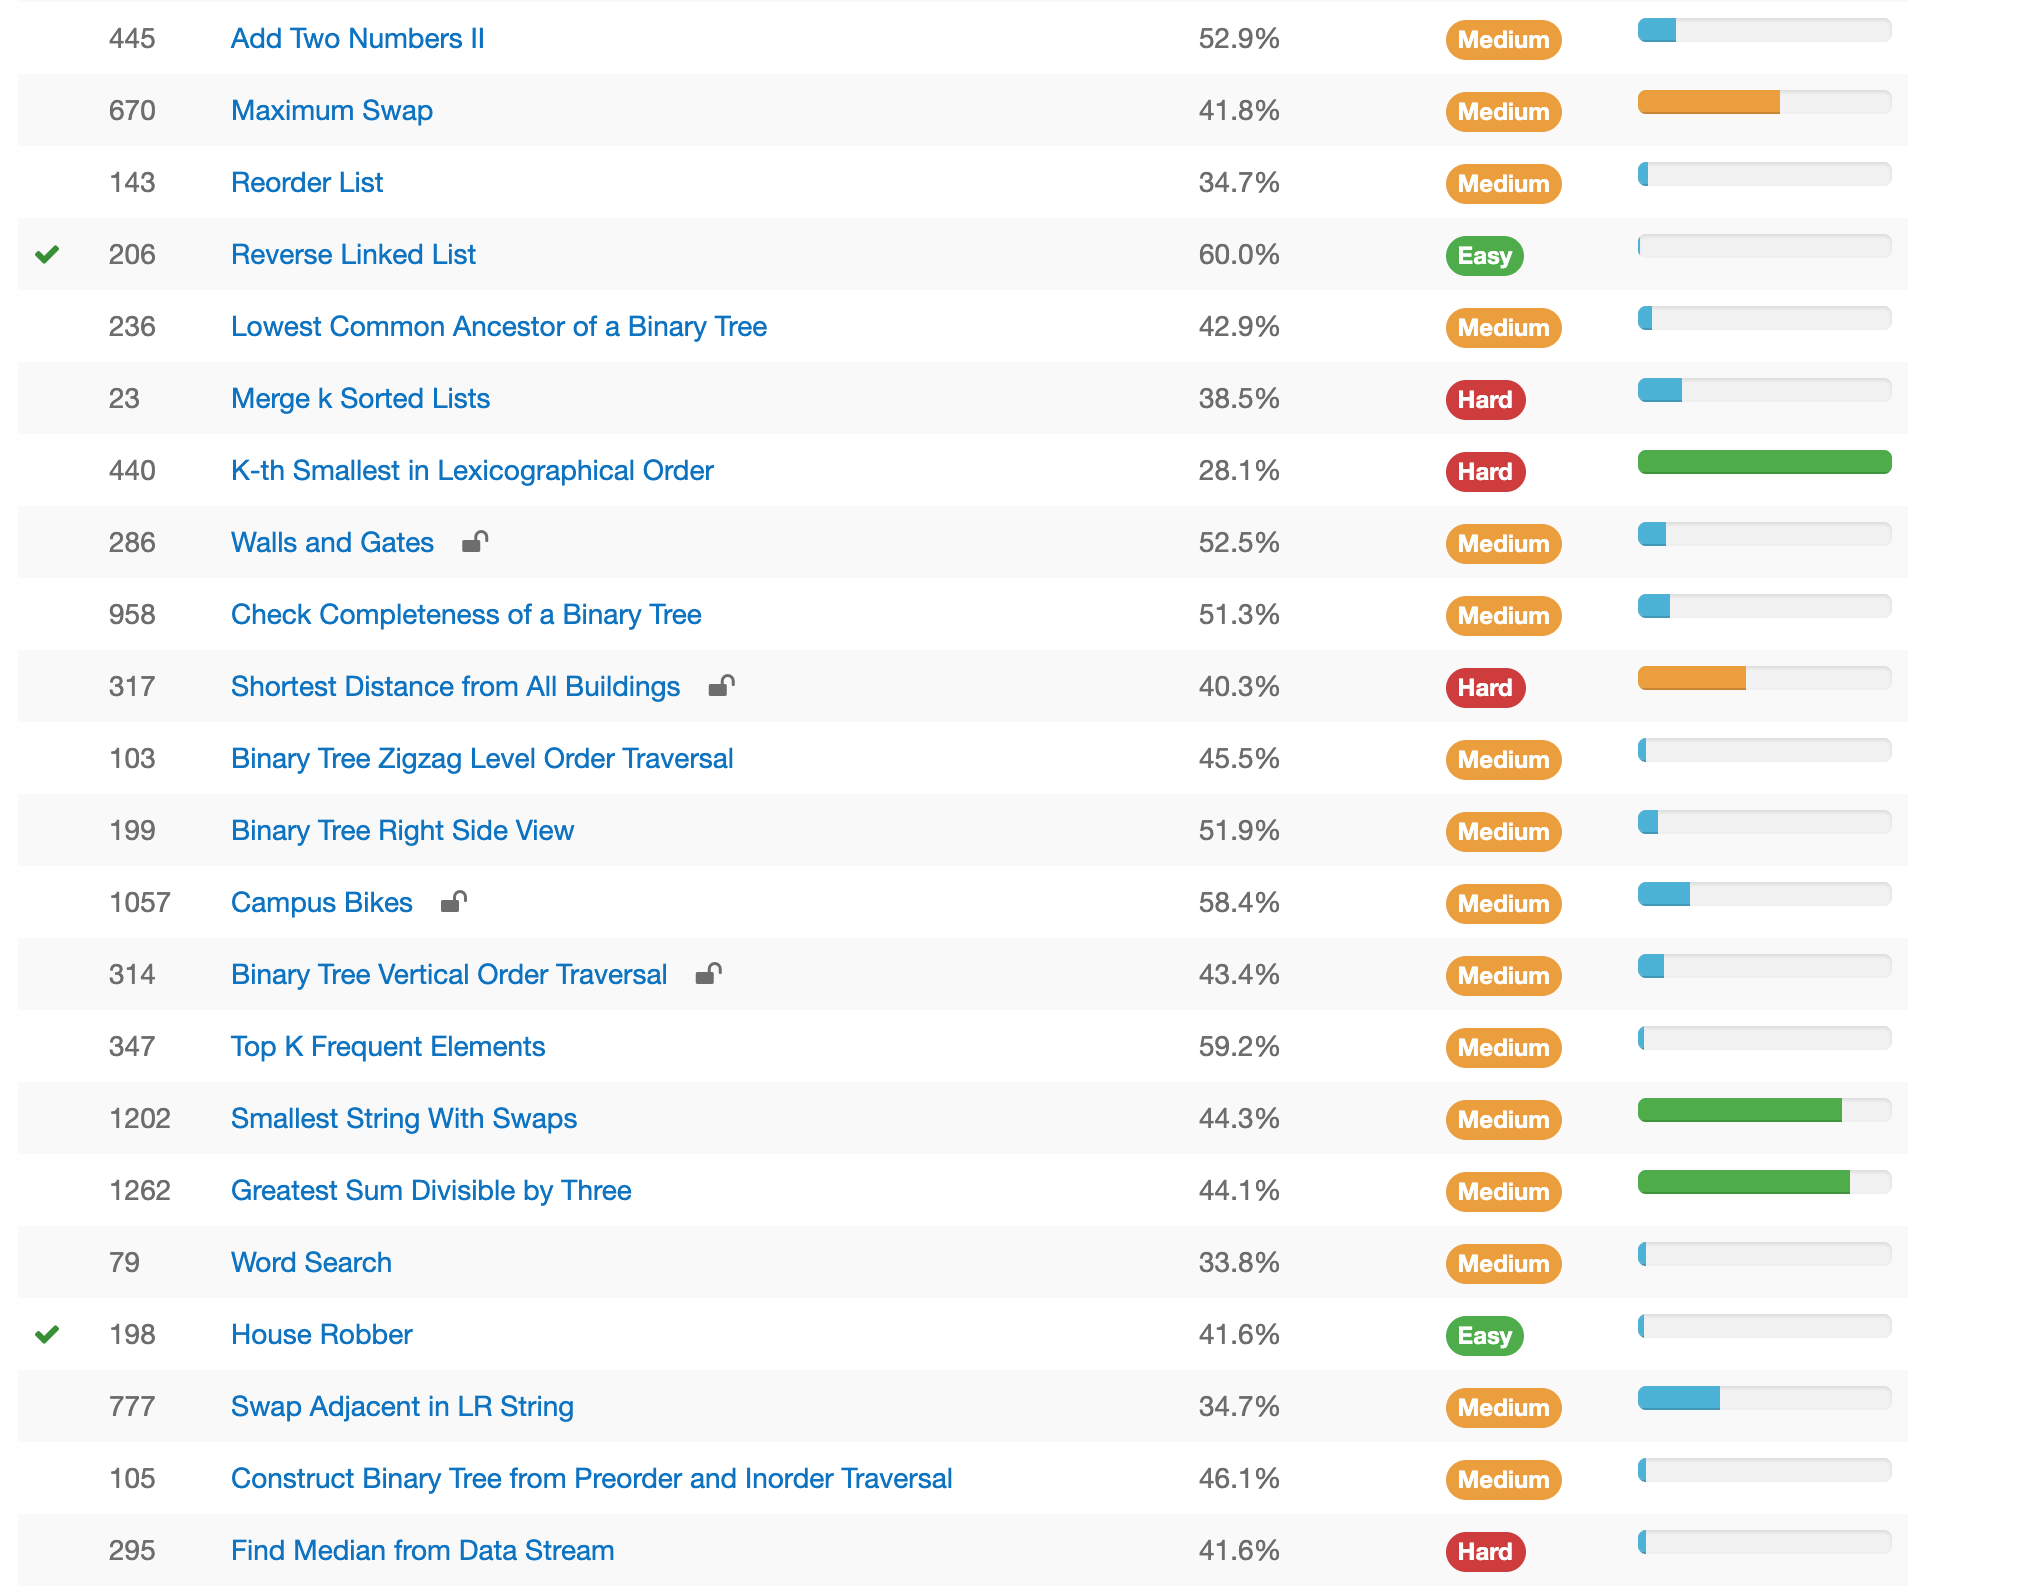 445 Add Two Numbers II 52.9% Medium
670 Maximum Swap 41.8% Medium
143 Reorder List 34.7% Medium
206 Reverse Linked List 60.0% Easy
236 Lowest Common Ancestor of a Binary Tree 42.9% Medium
23 Merge k Sorted Lists 38.5% Hard
440 K-th Smallest in Lexicographical Order 28.1% Hard
286 Walls and Gates 52.5% Medium
958 Check Completeness of a Binary Tree 51.3% Medium
317 Shortest Distance from All Buildings 40.3% Hard
103 Binary Tree Zigzag Level Order Traversal 45.5% Medium
199 Binary Tree Right Side View 51.9% Medium
1057 Campus Bikes 58.4% Medium
314 Binary Tree Vertical Order Traversal 43.4% Medium
347 Top K Frequent Elements 59.2% Medium
1202 Smallest String With Swaps 44.3% Medium
1262 Greatest Sum Divisible by Three 44.1% Medium
79 Word Search 33.8% Medium
198 House Robber 41.6% Easy
777 Swap Adjacent in LR String 34.7% Medium
105 Construct Binary Tree from Preorder and Inorder Traversal 46.1% Medium
295 Find Median from Data Stream 41.6% Hard